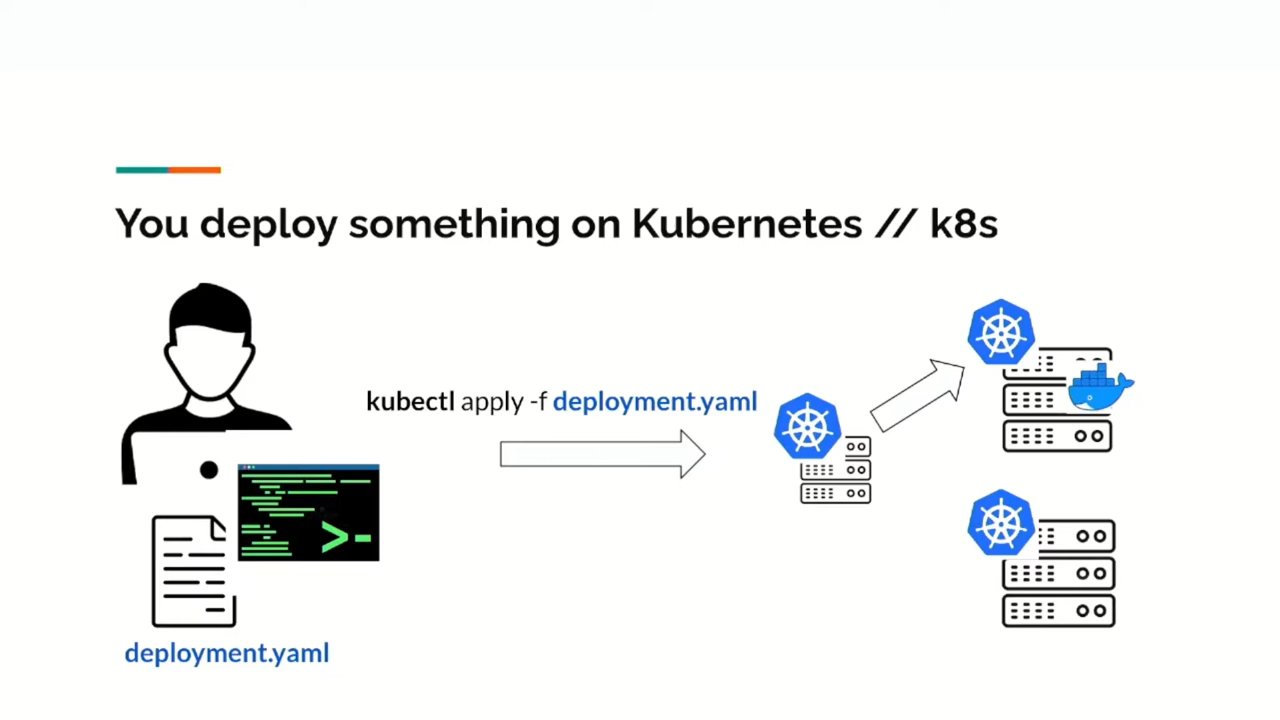 You deploy something on Kubernetes // k8s
kubectl apply -f deployment.yaml
>-
deployment.yaml